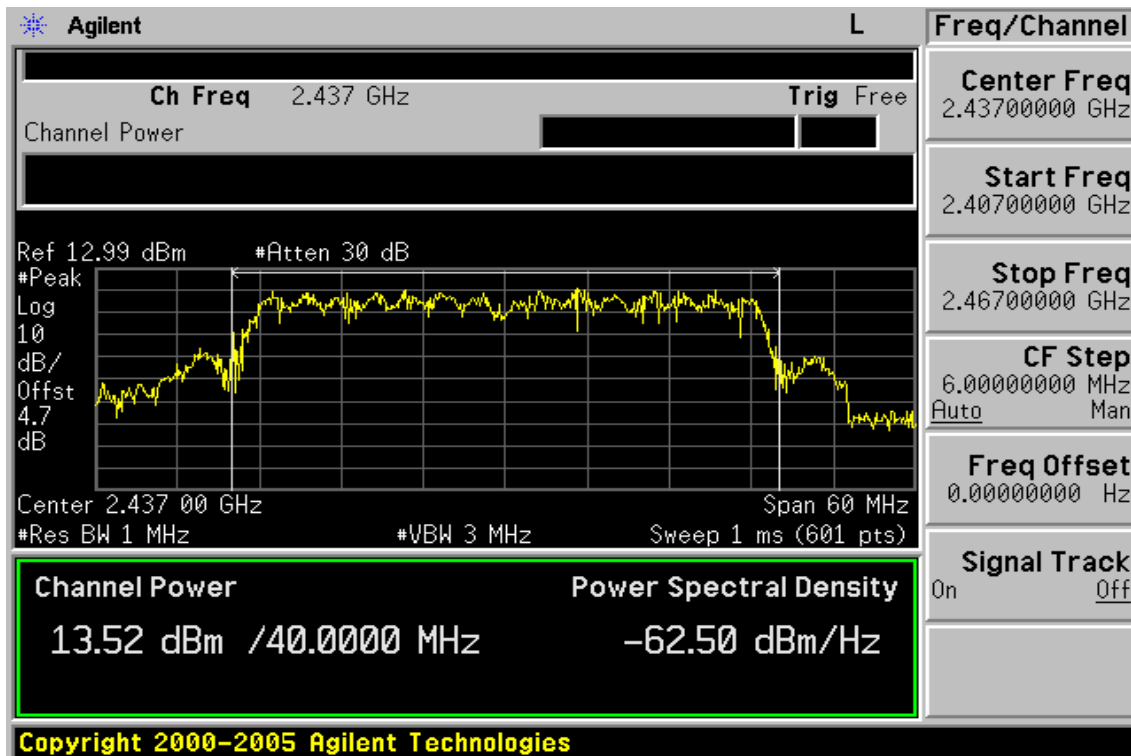 Agilent L Freq/Channel
Ch Freq 2.437 GHz Trig Free
Channel Power
Center Freq
2.43700000 GHz
Start Freq
2.40700000 GHz
Stop Freq
2.46700000 GHz
CF Step
6.00000000 MHz
Auto Man
Freq Offset
0.00000000 Hz
Signal Track
On Off
Ref 12.99 dBm #Atten 30 dB
#Peak
Log
10
dB/
Offst
4.7
dB
Center 2.437 00 GHz Span 60 MHz
#Res BW 1 MHz #VBW 3 MHz Sweep 1 ms (601 pts)
Channel Power Power Spectral Density
13.52 dBm /40.0000 MHz -62.50 dBm/Hz
Copyright 2000-2005 Agilent Technologies